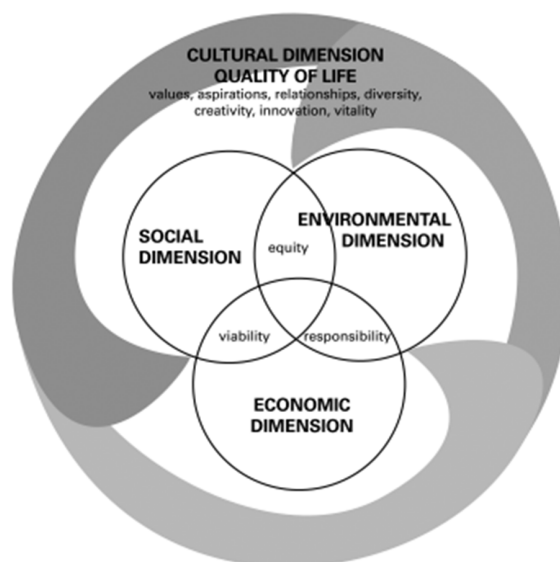 CULTURAL DIMENSION
QUALITY OF LIFE
values, aspirations, relationships, diversity,
creativity, innovation, vitality
SOCIAL
DIMENSION
equity
ENVIRONMENTAL
DIMENSION
viability
responsibility
ECONOMIC
DIMENSION